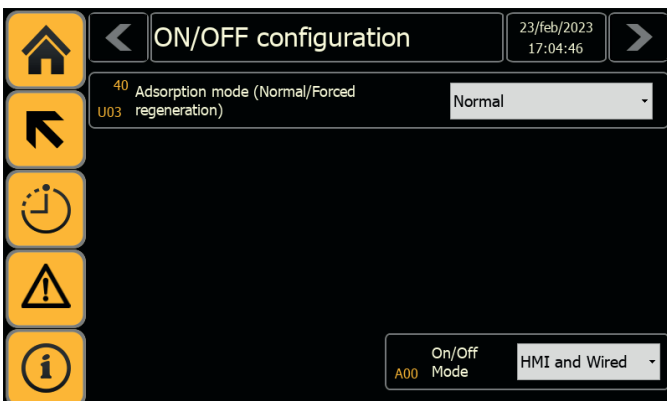 ON/OFF configuration
23/feb/2023
17:04:46
40 Adsorption mode (Normal/Forced
U03 regeneration)
Normal
On/Off
A00 Mode
HMI and Wired